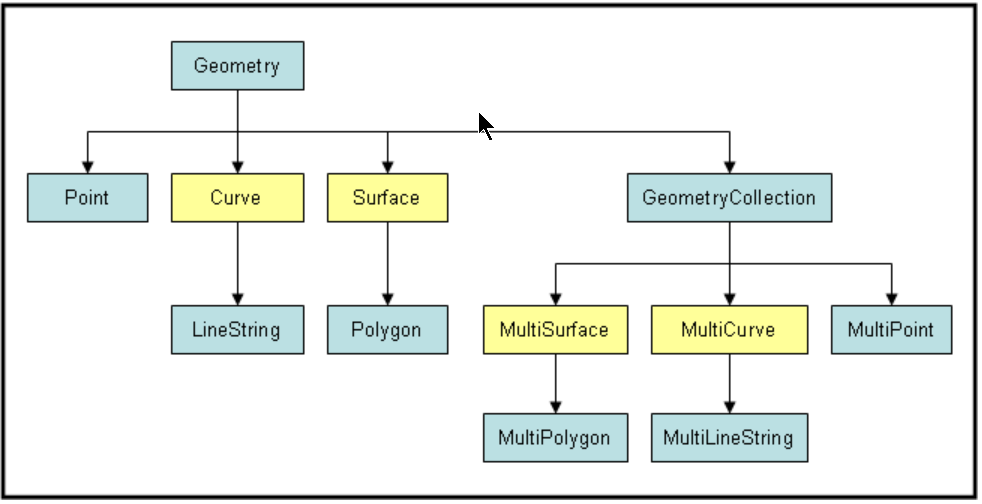 Geometry
Point
Curve
Surface
GeometryCollection
LineString
Polygon
MultiSurface
MultiCurve
MultiPoint
MultiPolygon
MultiLineString